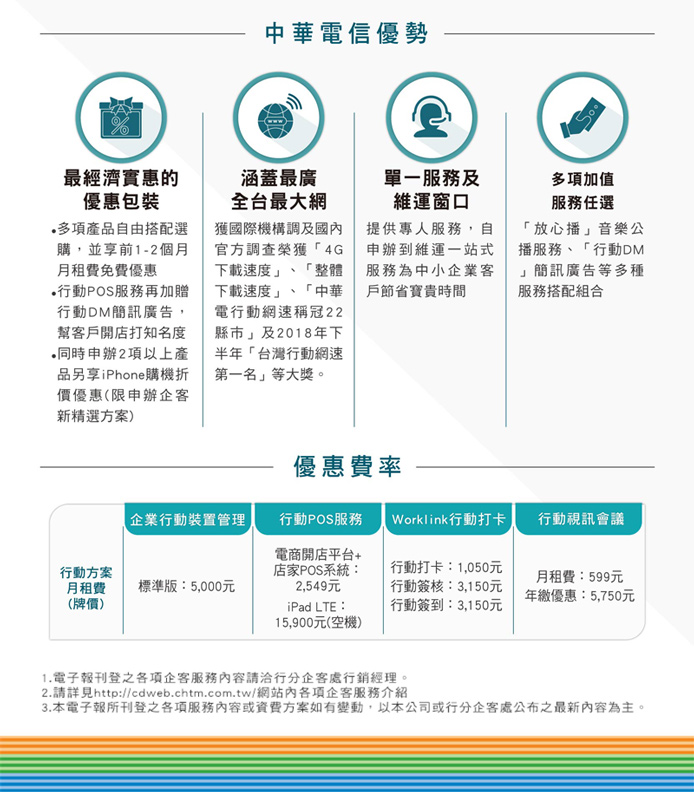 中華電信優勢
%
www
最經濟實惠的
優惠包裝
•多項產品自由搭配選
購，並享前1-2個月
月租費免費優惠
•行動POS服務再加贈
行動DM簡訊廣告，
幫客戶開店打知名度
•同時申辦2項以上產
品另享iPhone購機折
價優惠(限申辦企客
新精選方案)
涵蓋最廣
全台最大網
獲國際機構調及國內
官方調查榮獲「4G
下載速度」、「整體
下載速度」、「中華
電行動網速稱冠22
縣市」及2018年下
半年「台灣行動網速
第一名」等大獎。
單一服務及
維運窗口
提供專人服務，自
申辦到維運一站式
服務為中小企業客
戶節省寶貴時間
多項加值
服務任選
「放心播」音樂公
播服務、「行動DM
」簡訊廣告等多種
服務搭配組合
優惠費率
企業行動裝置管理
行動POS服務
Worklink行動打卡
行動視訊會議
行動方案
月租費
(牌價)
標準版：5,000元
電商開店平台+
店家POS系統：
2,549元
iPad LTE：
15,900元(空機)
行動打卡：1,050元
行動簽核：3,150元
行動簽到：3,150元
月租費：599元
年繳優惠：5,750元
1.電子報刊登之各項企客服務內容請洽行分企客處行銷經理。
2.請詳見http://cdweb.chtm.com.tw/網站內各項企客服務介紹
3.本電子報所刊登之各項服務內容或資費方案如有變動，以本公司或行分企客處公布之最新內容為主。